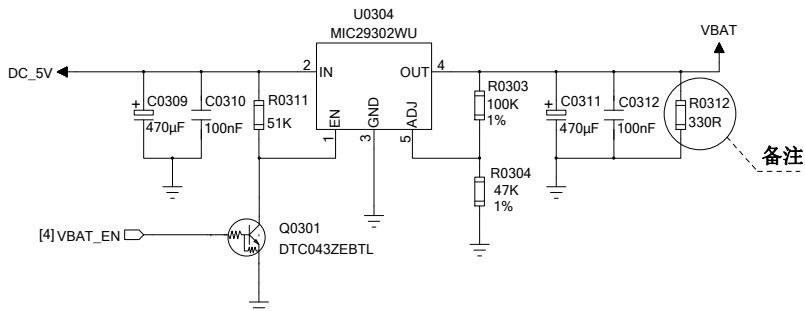 U0304
MIC29302WU
VBAT
DC_5V
2
IN
OUT
4
EN
GND
ADJ
1
3
5
C0309
470µF
C0310
100nF
R0311
51K
R0303
100K
1%
C0311
470µF
C0312
100nF
R0312
330R
备注
R0304
47K
1%
[4] VBAT_EN
Q0301
DTC043ZEBTL